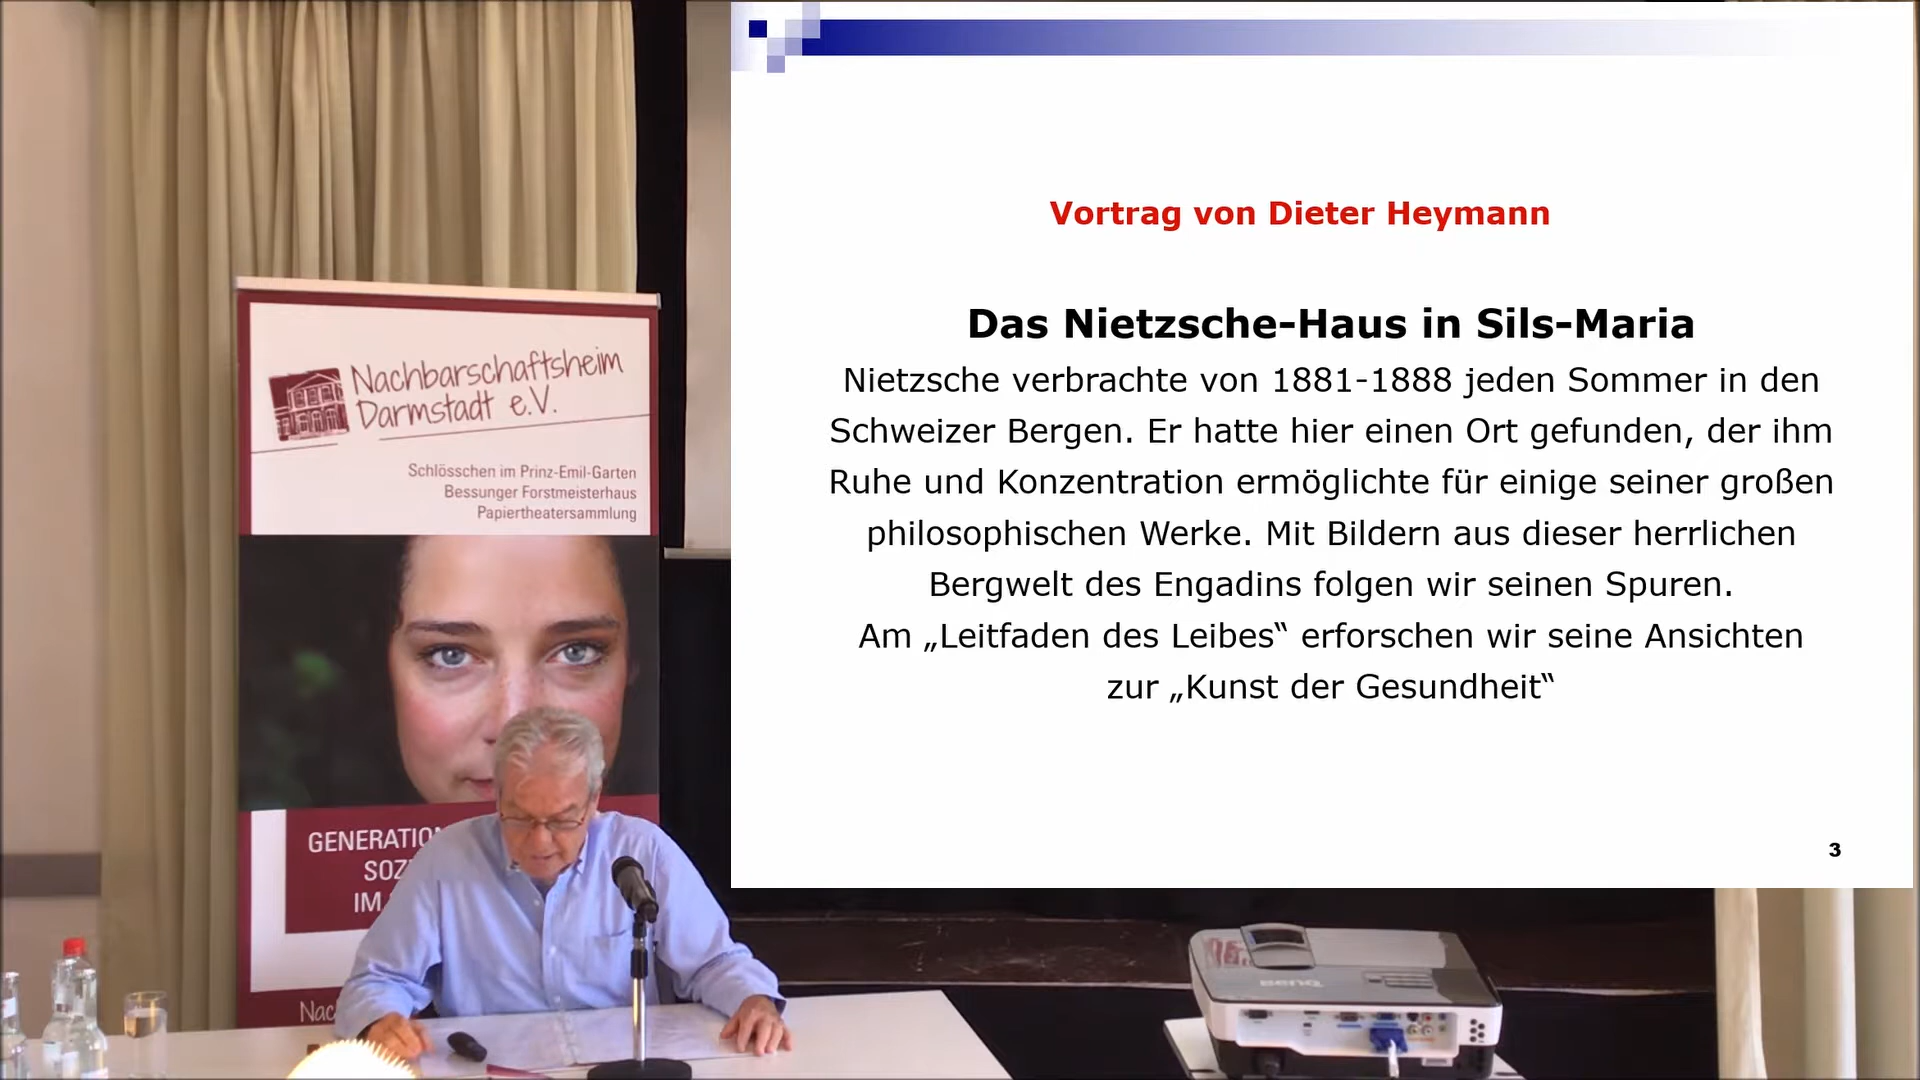 Vortrag von Dieter Heymann
Das Nietzsche-Haus in Sils-Maria
Nietzsche verbrachte von 1881-1888 jeden Sommer in den
Schweizer Bergen. Er hatte hier einen Ort gefunden, der ihm
Ruhe und Konzentration ermöglichte für einige seiner großen
philosophischen Werke. Mit Bildern aus dieser herrlichen
Bergwelt des Engadins folgen wir seinen Spuren.
Am „Leitfaden des Leibes“ erforschen wir seine Ansichten
zur „Kunst der Gesundheit“
3
Nachbarschaftsheim
Darmstadt e.V.
Schlösschen im Prinz-Emil-Garten
Bessunger Forstmeisterhaus
Papiertheatersammlung
GENERATION
SOZ
IM
Nac
BenQ